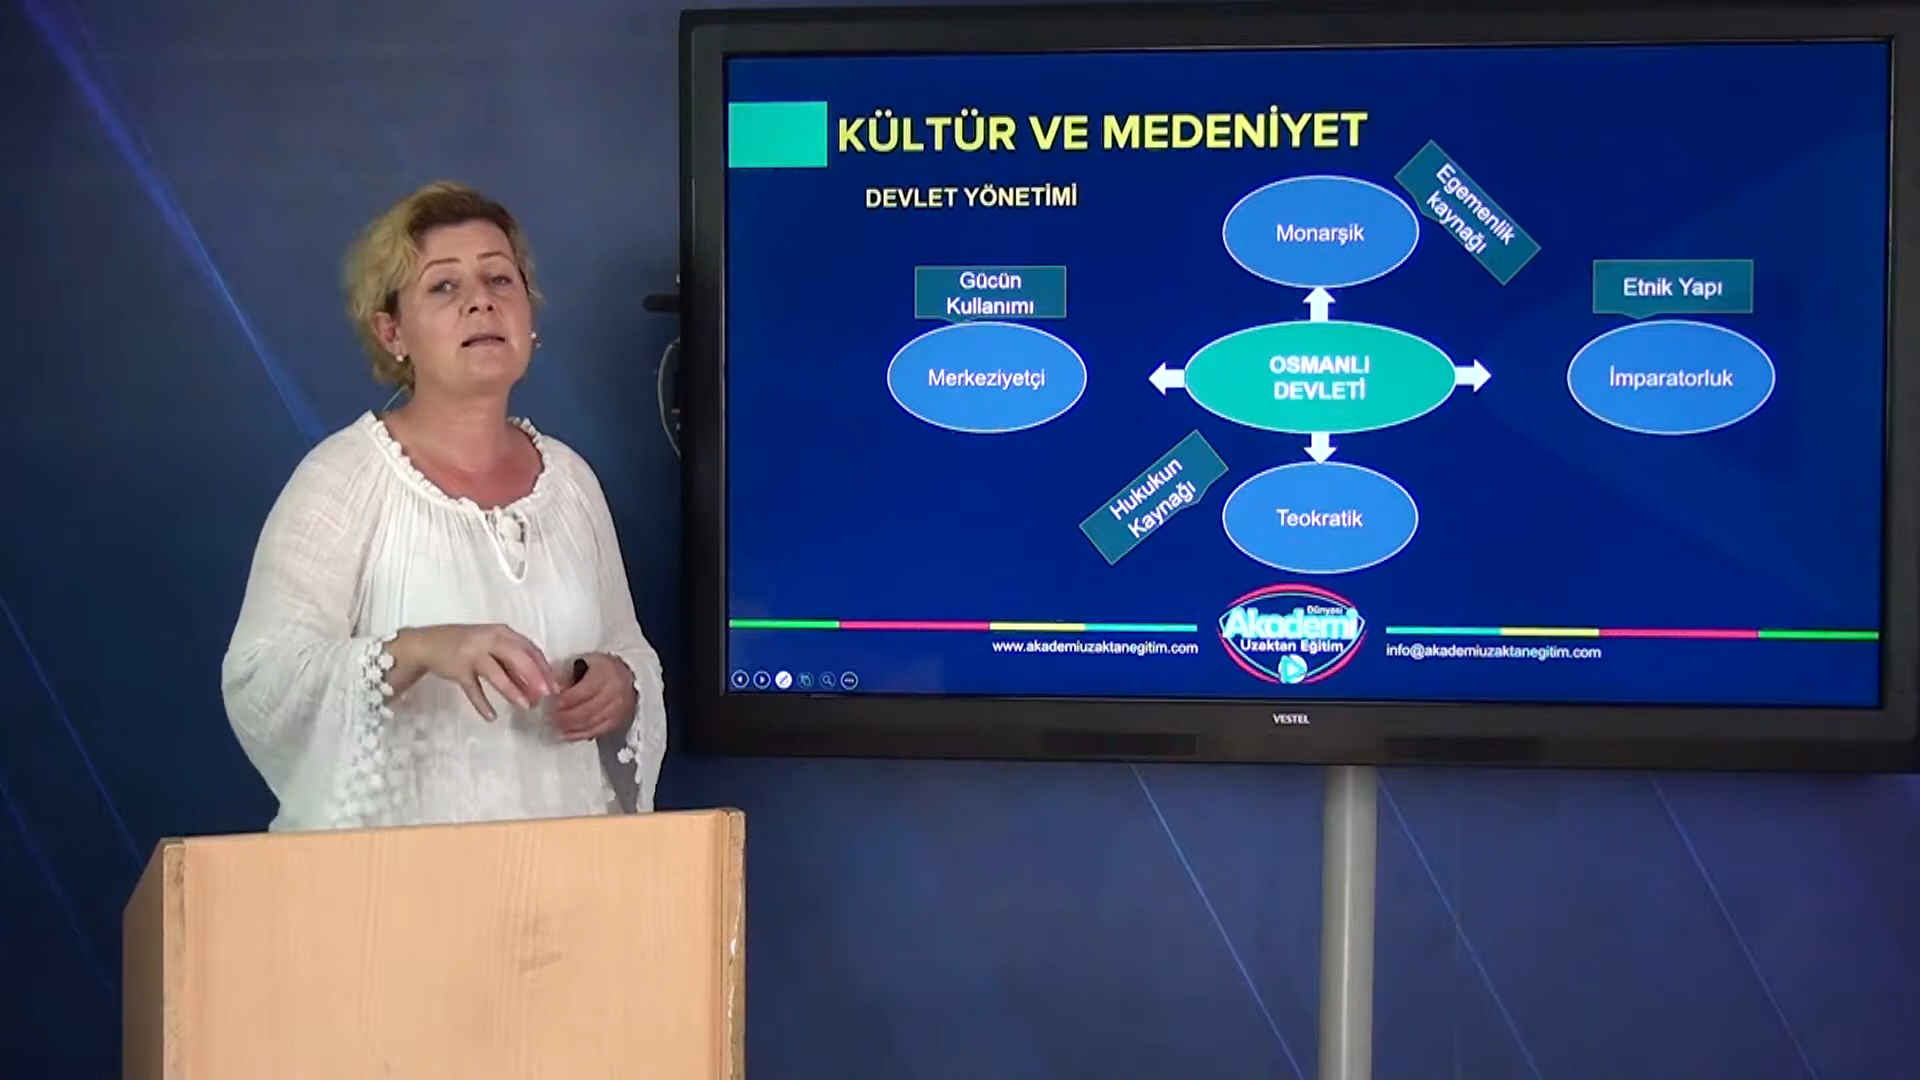 KÜLTÜR VE MEDENİYET
DEVLET YÖNETİMİ
Monarşik
Egemenlik
kaynağı
Gücün
Kullanımı
Etnik Yapı
Merkeziyetçi
OSMANLI
DEVLETİ
İmparatorluk
Hukukun
Kaynağı
Teokratik
Dünyası
Akademi
Uzaktan Eğitim
www.akademiuzaktanegitim.com
info@akademiuzaktanegitim.com
VESTEL